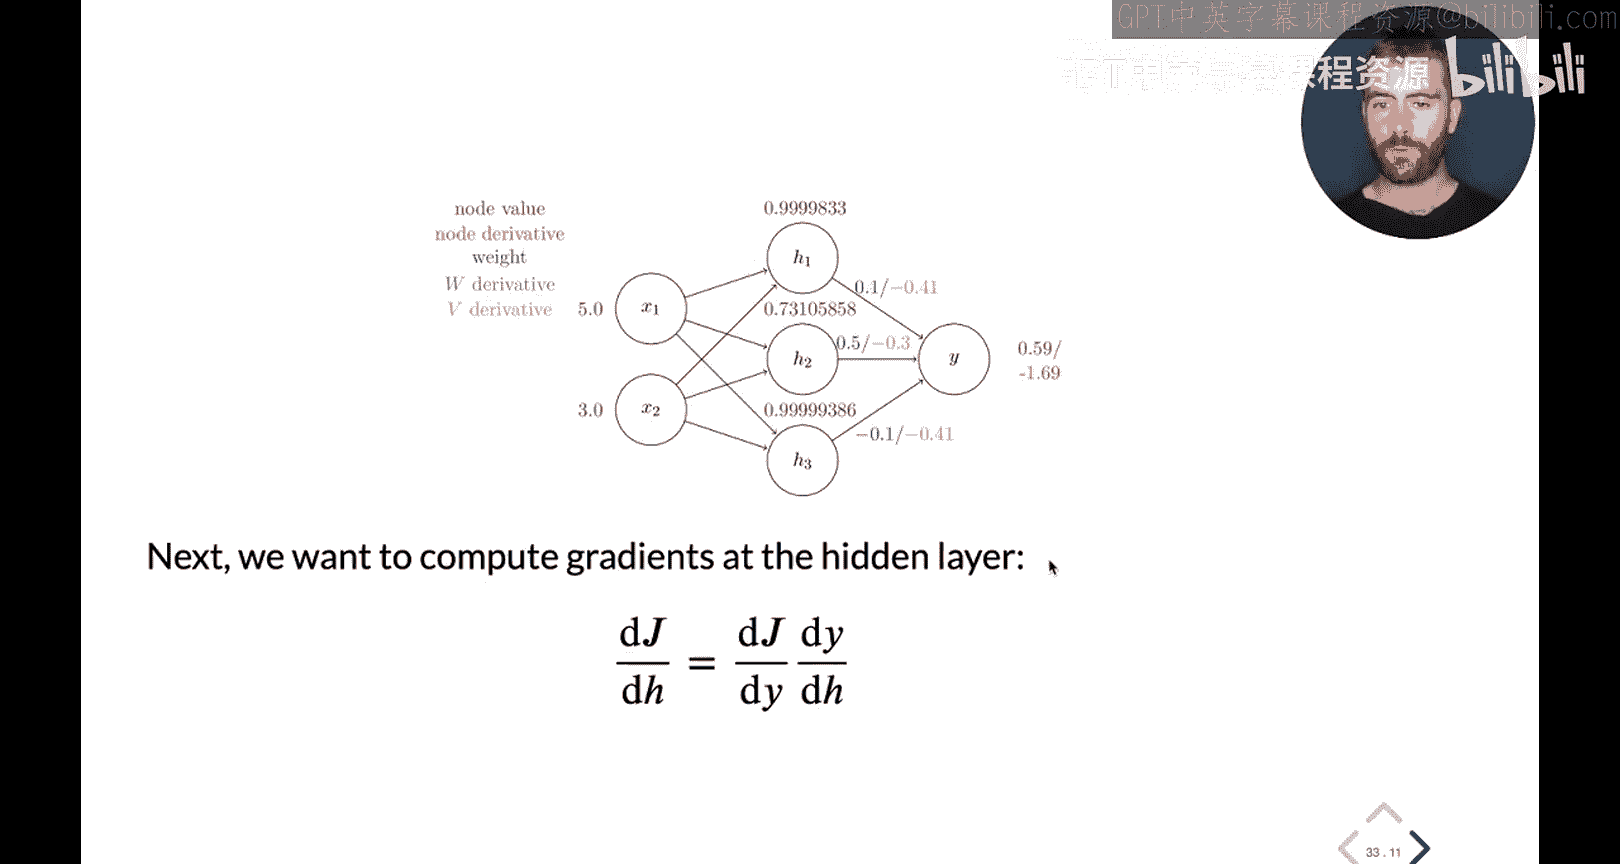 GPT中英字幕课程资源@bilibili.com
课程资源 bilibili
node value
node derivative
weight
W derivative
V derivative
0.9999833
h1
0.1/−0.41
5.0
x1
0.73105858
0.5/−0.3
h2
y
0.59/
-1.69
3.0
x2
0.99999386
−0.1/−0.41
h3
Next, we want to compute gradients at the hidden layer:
dJ/dh = dJ/dy dy/dh
33.11